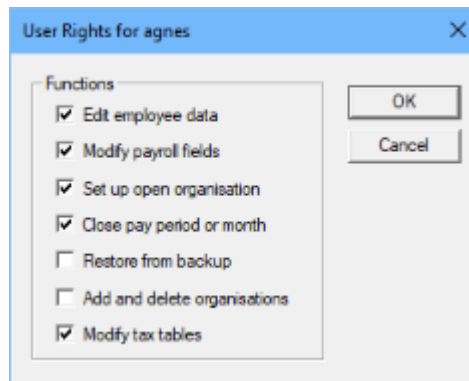 User Rights for agnes
Functions
Edit employee data
Modify payroll fields
Set up open organisation
Close pay period or month
Restore from backup
Add and delete organisations
Modify tax tables
OK
Cancel